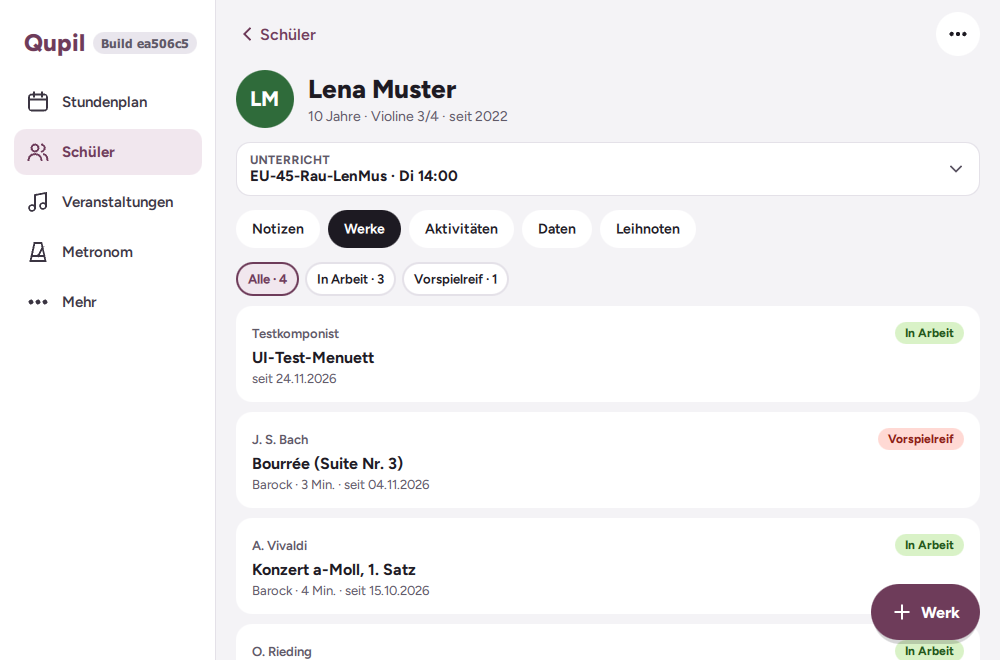 Qupil Build ea506c5
Stundenplan
Schüler
Veranstaltungen
Metronom
Mehr
Schüler
LM
Lena Muster
10 Jahre · Violine 3/4 · seit 2022
UNTERRICHT
EU-45-Rau-LenMus · Di 14:00
Notizen Werke Aktivitäten Daten Leihnoten
Alle · 4 In Arbeit · 3 Vorspielreif · 1
Testkomponist
In Arbeit
UI-Test-Menuett
seit 24.11.2026
J. S. Bach
Vorspielreif
Bourrée (Suite Nr. 3)
Barock · 3 Min. · seit 04.11.2026
A. Vivaldi
In Arbeit
Konzert a-Moll, 1. Satz
Barock · 4 Min. · seit 15.10.2026
Werk
O. Rieding
In Arbeit